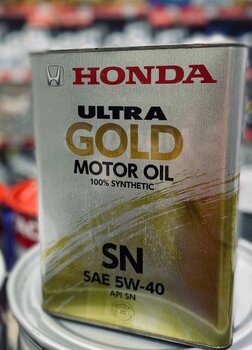 HONDA
ULTRA
GOLD
MOTOR OIL
100% SYNTHETIC
SN
SAE 5W-40
API SN